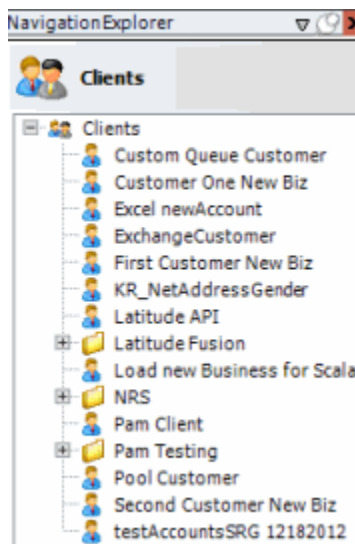 NavigationExplorer
Clients
Clients
Custom Queue Customer
Customer One New Biz
Excel newAccount
ExchangeCustomer
First Customer New Biz
KR_NetAddressGender
Latitude API
Latitude Fusion
Load new Business for Scala
NRS
Pam Client
Pam Testing
Pool Customer
Second Customer New Biz
testAccountsSRG 12182012